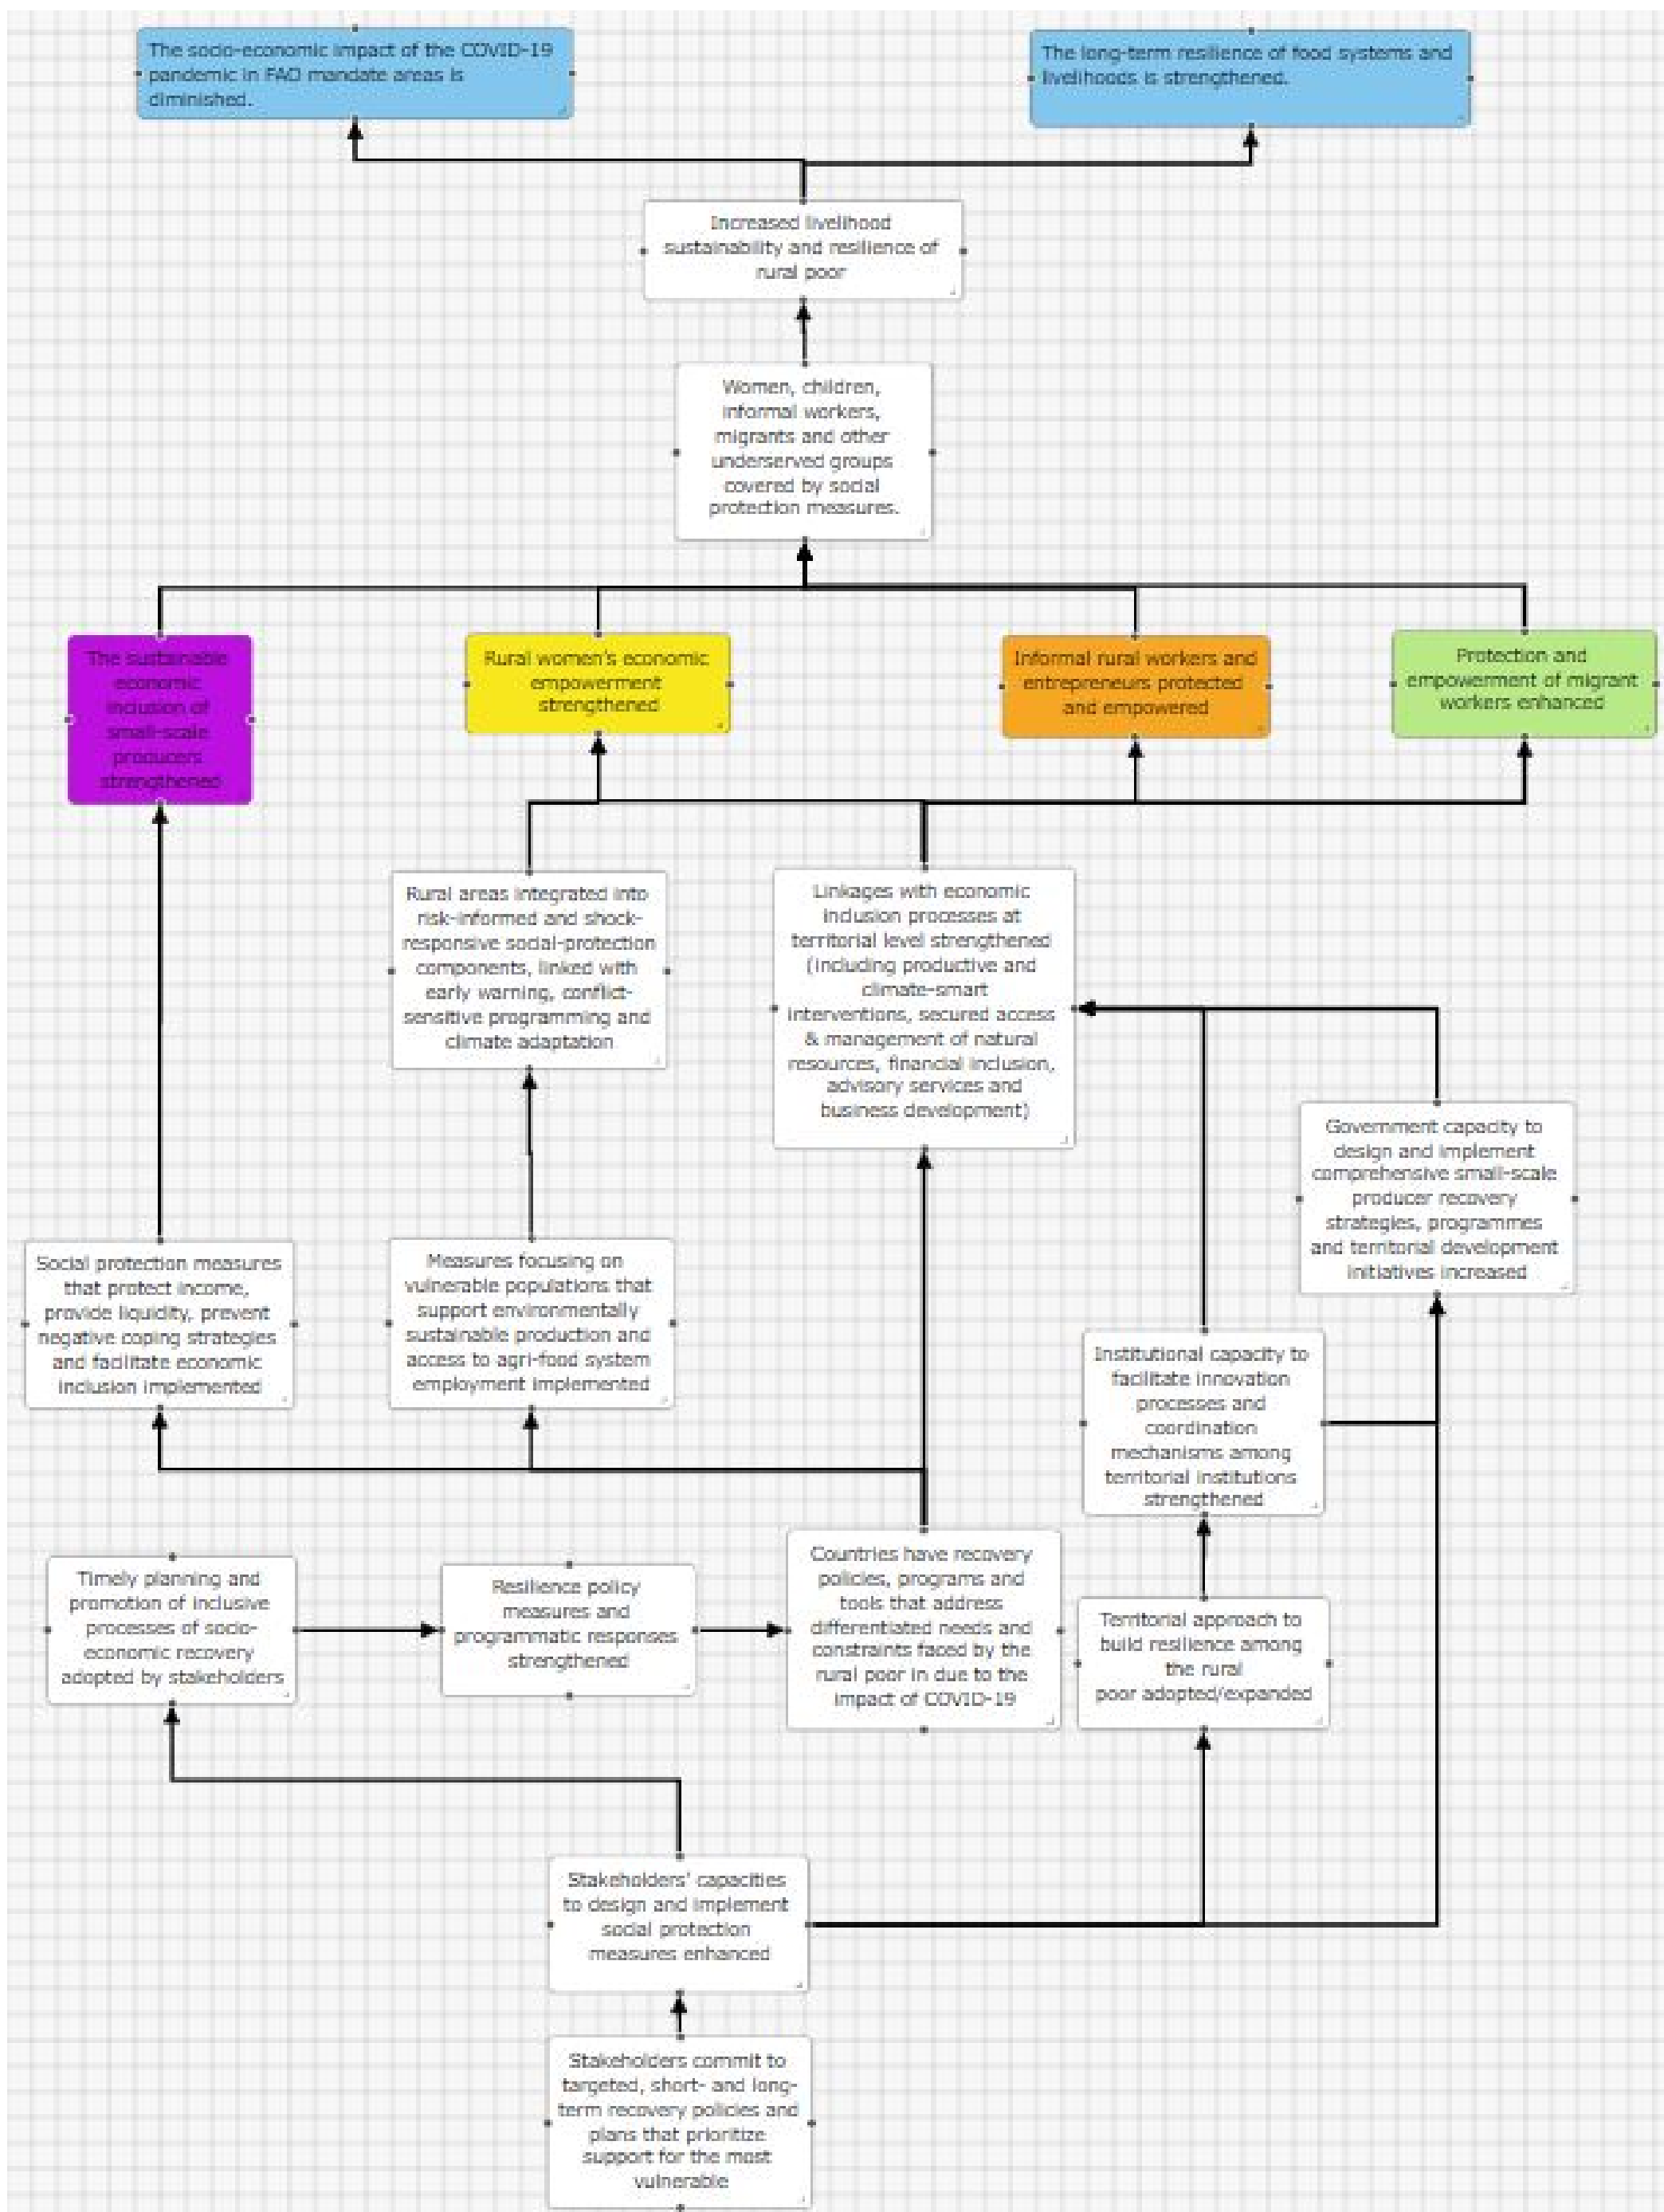 The socio-economic impact of the COVID-19
pandemic in FAO mandate areas is
diminished.
The long-term resilience of food systems and
livelihoods is strengthened.
Increased livelihood
sustainability and resilience of
rural poor
Women, children,
informal workers,
migrants and other
underserved groups
covered by social
protection measures.
The sustainable
economic
inclusion of
small-scale
producers
strengthened
Rural women's economic
empowerment
strengthened
Informal rural workers and
entrepreneurs protected
and empowered
Protection and
empowerment of migrant
workers enhanced
Rural areas integrated into
risk-informed and shock-
responsive social-protection
components, linked with
early warning, conflict-
sensitive programming and
climate adaptation
Linkages with economic
inclusion processes at
territorial level strengthened
(including productive and
climate-smart
interventions, secured access
& management of natural
resources, financial inclusion,
advisory services and
business development)
Government capacity to
design and implement
comprehensive small-scale
producer recovery
strategies, programmes
and territorial development
initiatives increased
Social protection measures
that protect income,
provide liquidity, prevent
negative coping strategies
and facilitate economic
inclusion implemented
Measures focusing on
vulnerable populations that
support environmentally
sustainable production and
access to agri-food system
employment implemented
Institutional capacity to
facilitate innovation
processes and
coordination
mechanisms among
territorial institutions
strengthened
Timely planning and
promotion of inclusive
processes of socio-
economic recovery
adopted by stakeholders
Resilience policy
measures and
programmatic responses
strengthened
Countries have recovery
policies, programs and
tools that address
differentiated needs and
constraints faced by the
rural poor in due to the
impact of COVID-19
Territorial approach to
build resilience among
the rural
poor adopted/expanded
Stakeholders' capacities
to design and implement
social protection
measures enhanced
Stakeholders commit to
targeted, short- and long-
term recovery policies and
plans that prioritize
support for the most
vulnerable